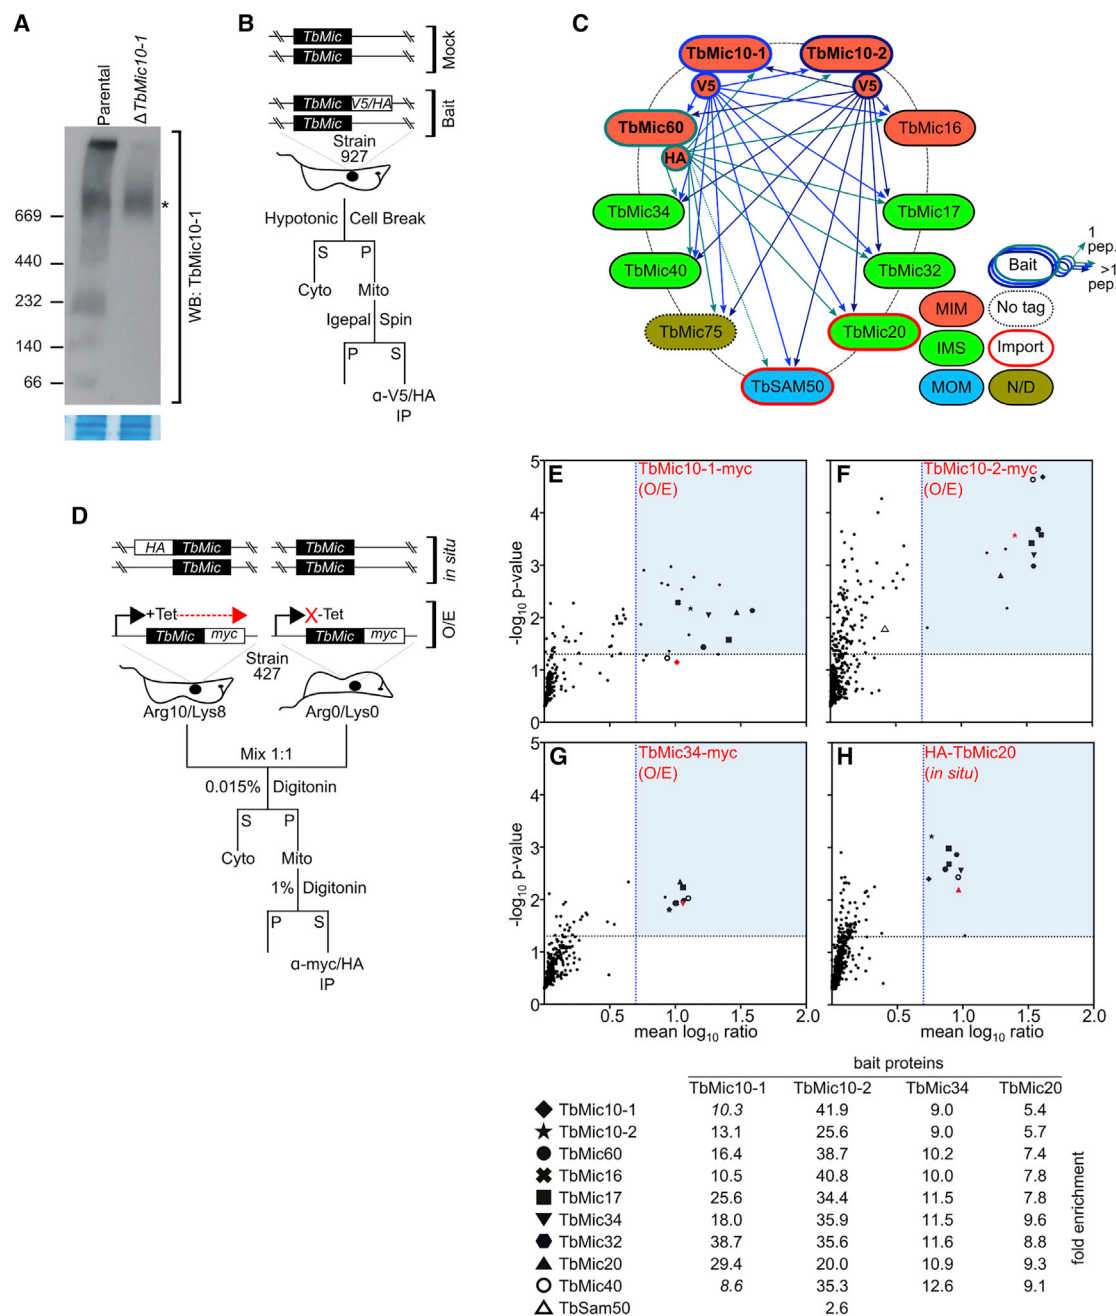 A
Parental
ΔTbMic10-1
669
440
232
140
66
*
WB: TbMic10-1
B
TbMic
TbMic
Mock
TbMic V5/HA
TbMic
Bait
Strain
927
Hypotonic Cell Break
S P
Cyto Mito
Igepal Spin
P S
α-V5/HA
IP
C
TbMic10-1
TbMic10-2
V5
V5
TbMic60
HA
TbMic16
TbMic34
TbMic17
TbMic40
TbMic32
TbMic75
TbMic20
TbSAM50
Bait
1
pep.
>1
pep.
MIM
No tag
IMS
Import
MOM
N/D
D
HA TbMic
TbMic
TbMic
TbMic
in situ
+Tet
X-Tet
TbMic myc
TbMic myc
O/E
Strain
427
Arg10/Lys8
Arg0/Lys0
Mix 1:1
0.015% Digitonin
S P
Cyto Mito
1% Digitonin
P S
α-myc/HA
IP
E
TbMic10-1-myc
(O/E)
F
TbMic10-2-myc
(O/E)
5
4
3
2
1
0
-log10 p-value
G
TbMic34-myc
(O/E)
H
HA-TbMic20
(in situ)
5
4
3
2
1
0
-log10 p-value
0.5 1.0 1.5 2.0
0.5 1.0 1.5 2.0
mean log10 ratio
mean log10 ratio
bait proteins
TbMic10-1 TbMic10-2 TbMic34 TbMic20
TbMic10-1 10.3 41.9 9.0 5.4
TbMic10-2 13.1 25.6 9.0 5.7
TbMic60 16.4 38.7 10.2 7.4
TbMic16 10.5 40.8 10.0 7.8
TbMic17 25.6 34.4 11.5 7.8
TbMic34 18.0 35.9 11.5 9.6
TbMic32 38.7 35.6 11.6 8.8
TbMic20 29.4 20.0 10.9 9.3
TbMic40 8.6 35.3 12.6 9.1
TbSam50 2.6
fold enrichment